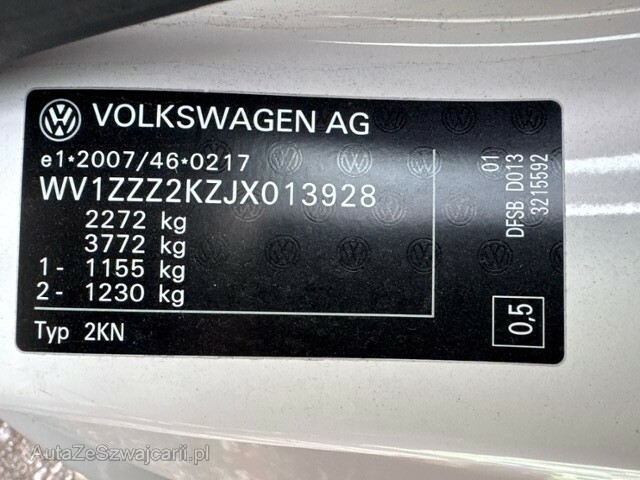 VOLKSWAGEN AG
e1*2007/46*0217
WV1ZZZ2KZJX013928
2272 kg
3772 kg
1 - 1155 kg
2 - 1230 kg
Typ 2KN
01
DFSB D013
3215592
0,5
AutaZeSzwajcarii.pl